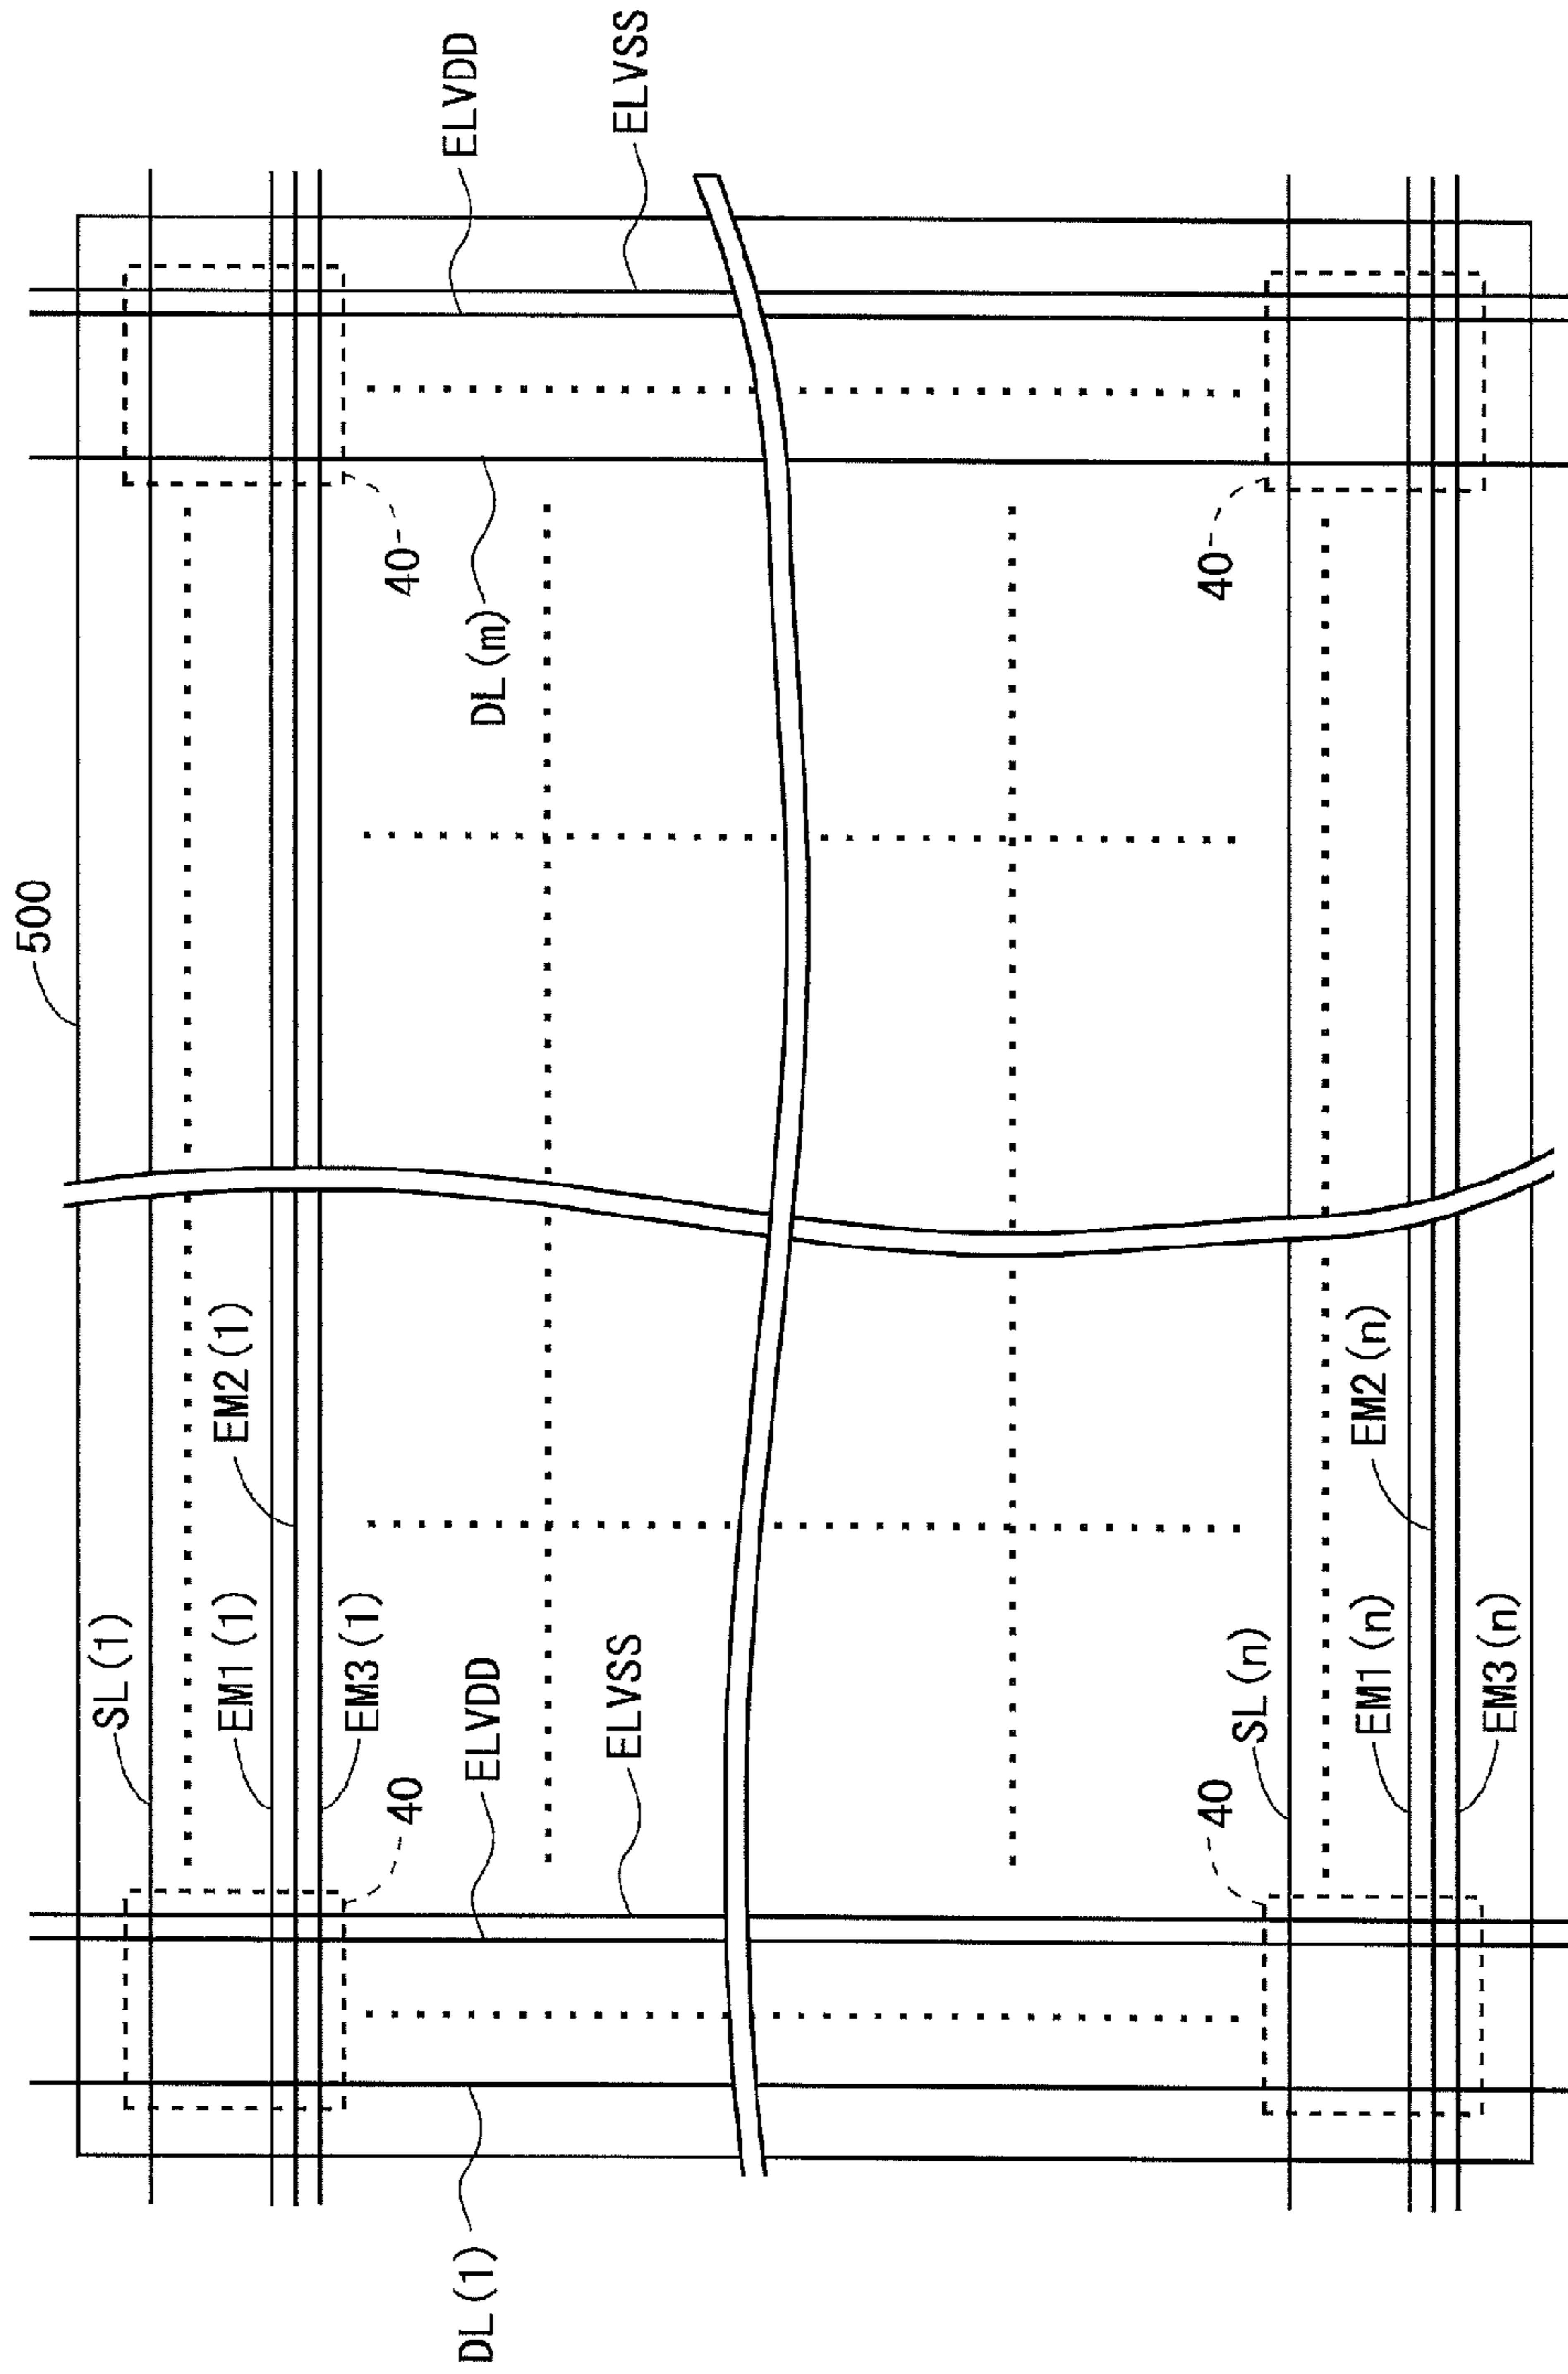 500
SL(1)
EM1(1)
EM2(1)
EM3(1)
40
40
DL(1)
ELVDD
ELVSS
DL(m)
ELVDD
ELVSS
40
40
SL(n)
EM1(n)
EM2(n)
EM3(n)